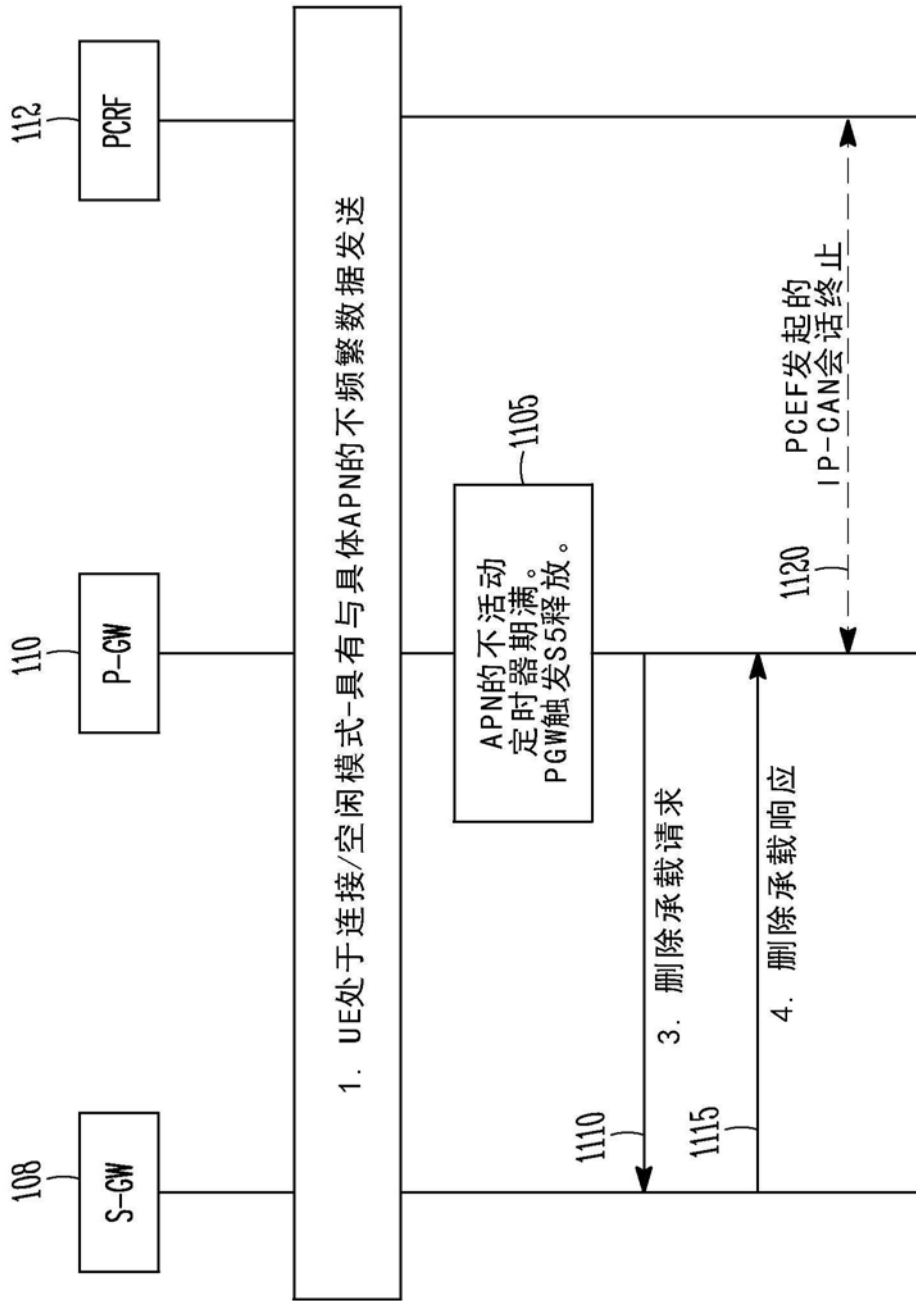 108
S-GW
110
P-GW
112
PCRF
1. UE处于连接/空闲模式-具有与具体APN的不频繁数据发送
1105
APN的不活动
定时器期满。
PGW触发S5释放。
1110
3. 删除承载请求
1115
4. 删除承载响应
PCEF发起的
IP-CAN会话终止
1120